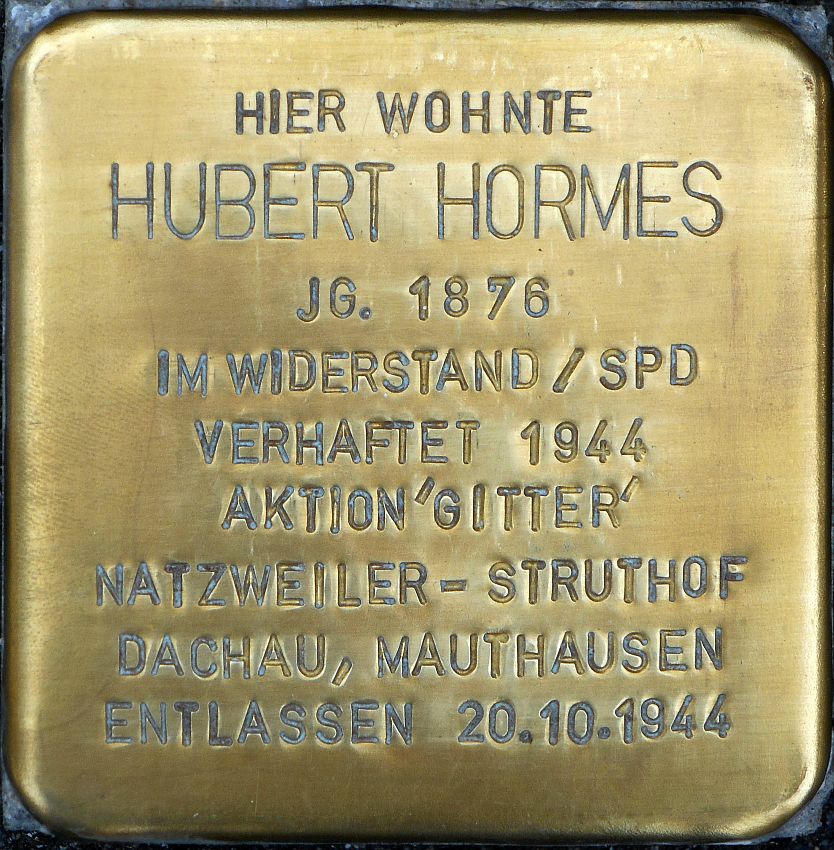 HIER WOHNTE
HUBERT HORMES
JG. 1876
IM WIDERSTAND / SPD
VERHAFTET 1944
AKTION 'GITTER'
NATZWEILER - STRUTHOF
DACHAU, MAUTHAUSEN
ENTLASSEN 20.10.1944